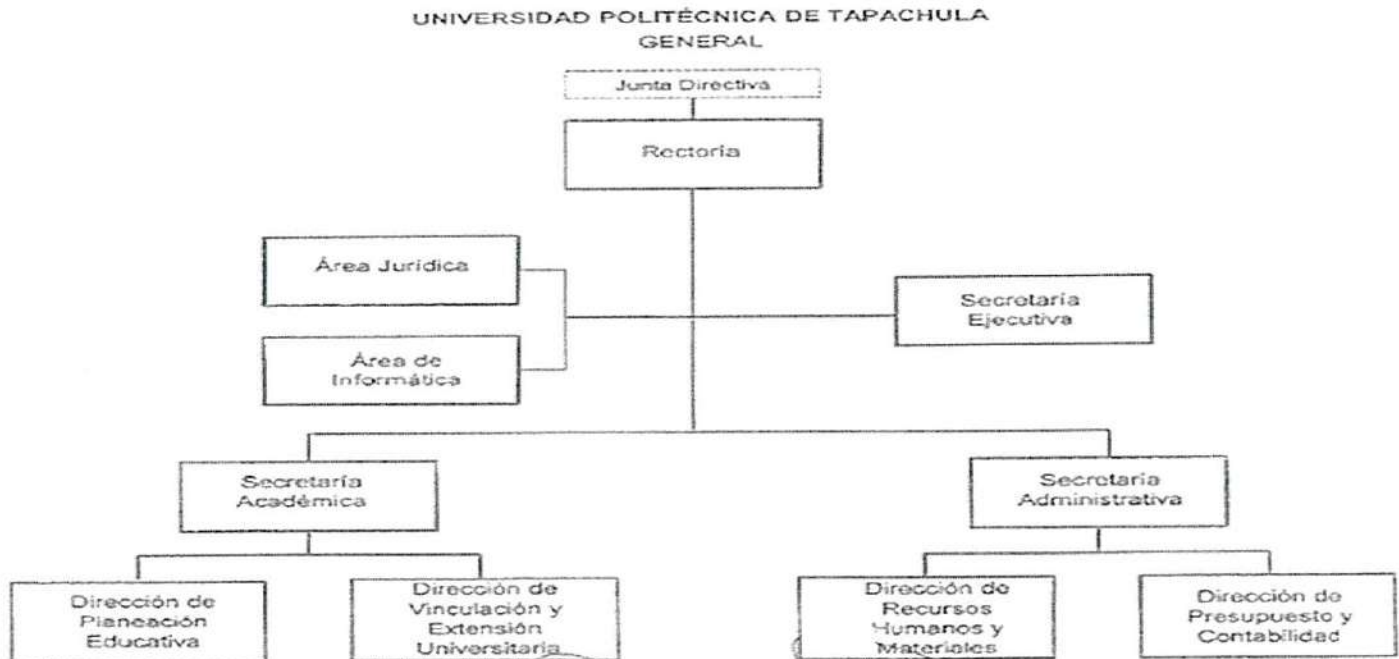 UNIVERSIDAD POLITÉCNICA DE TAPACHULA
GENERAL
Junta Directiva
Rectoría
Área Jurídica
Secretaría
Ejecutiva
Área de
Informática
Secretaría
Académica
Secretaría
Administrativa
Dirección de
Planeación
Educativa
Dirección de
Vinculación y
Extensión
Universitaria
Dirección de
Recursos
Humanos y
Materiales
Dirección de
Presupuesto y
Contabilidad